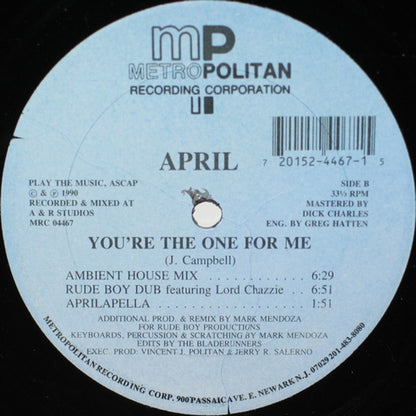 mp
METROPOLITAN
RECORDING CORPORATION
APRIL
7 20152-4467-1 5
PLAY THE MUSIC, ASCAP
© & ℗ 1990
RECORDED & MIXED AT
A & R STUDIOS
MRC 04467
SIDE B
33⅓ RPM
MASTERED BY
DICK CHARLES
ENG. BY GREG HATTEN
YOU'RE THE ONE FOR ME
(J. Campbell)
AMBIENT HOUSE MIX . . . . . . . . . . . . 6:29
RUDE BOY DUB featuring Lord Chazzie . . 6:51
APRILAPELLA . . . . . . . . . . . . . . . . . 1:51
ADDITIONAL PROD. & REMIX BY MARK MENDOZA
FOR RUDE BOY PRODUCTIONS
KEYBOARDS, PERCUSSION & SCRATCHING BY MARK MENDOZA
EDITS BY THE BLADERUNNERS
EXEC. PROD: VINCENT J. POLITAN & JERRY R. SALERNO
METROPOLITAN RECORDING CORP. 900 PASSAIC AVE. E. NEWARK N.J. 07029 201-483-8080